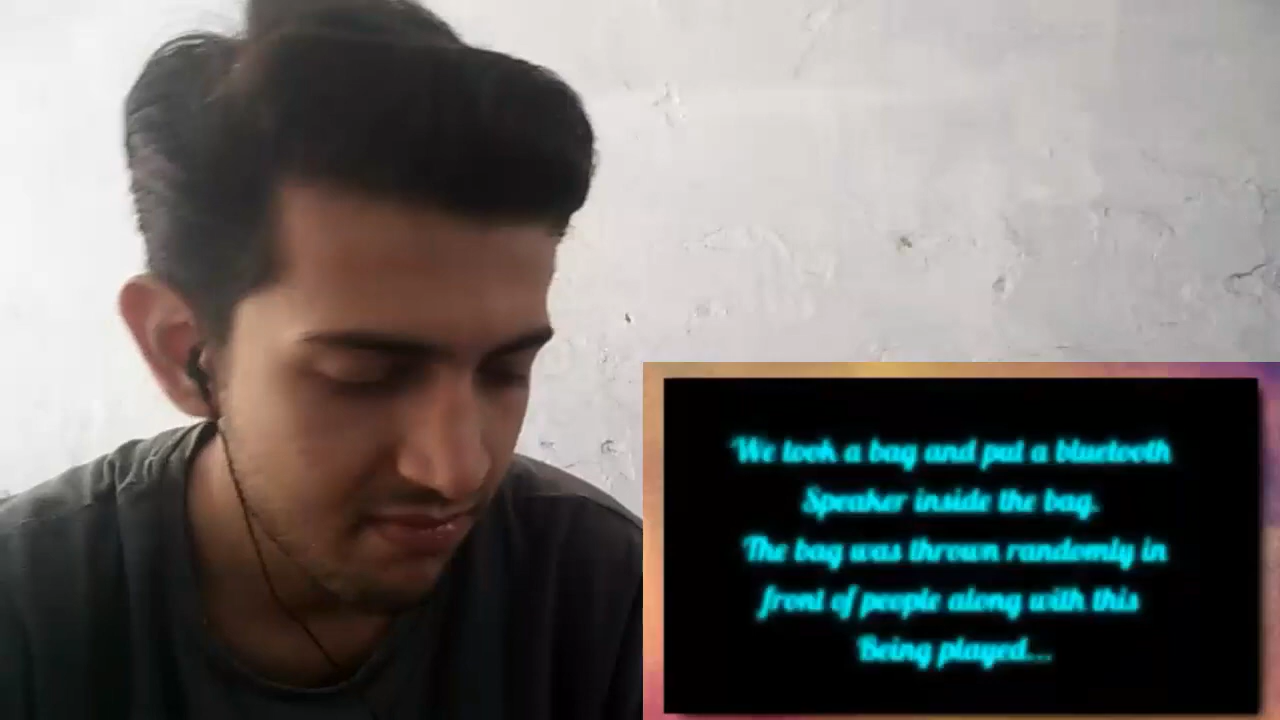 We took a bag and put a bluetooth
Speaker inside the bag.
The bag was thrown randomly in
front of people along with this
Being played...